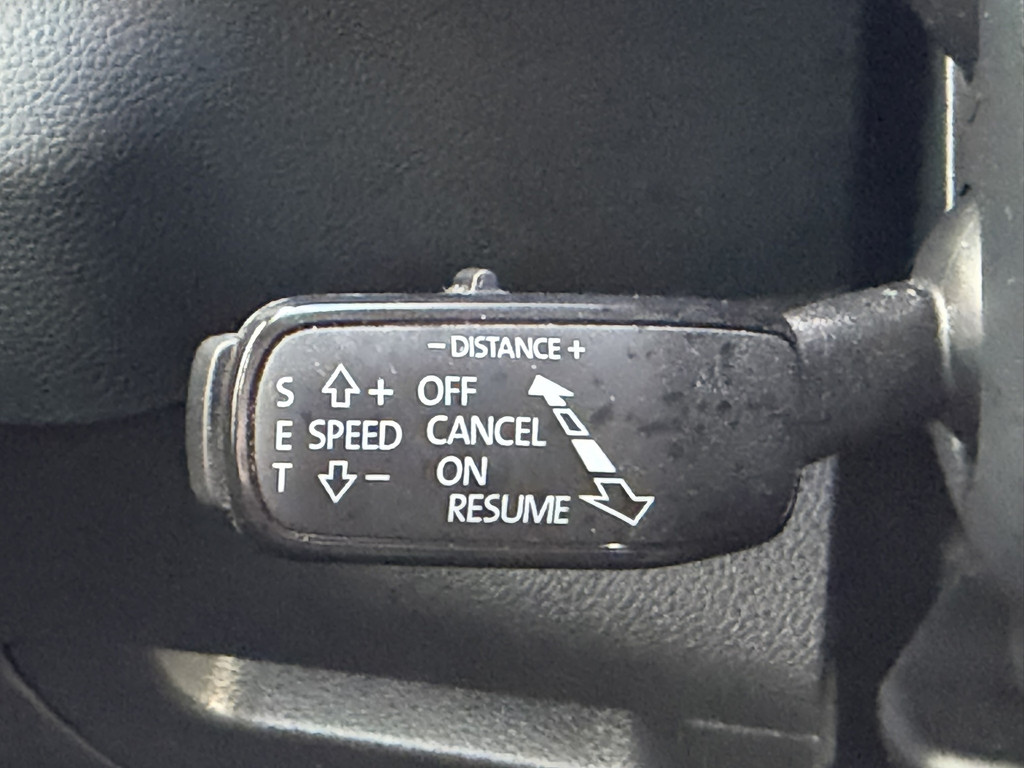 − DISTANCE +
S + OFF
E SPEED CANCEL
T − ON
RESUME